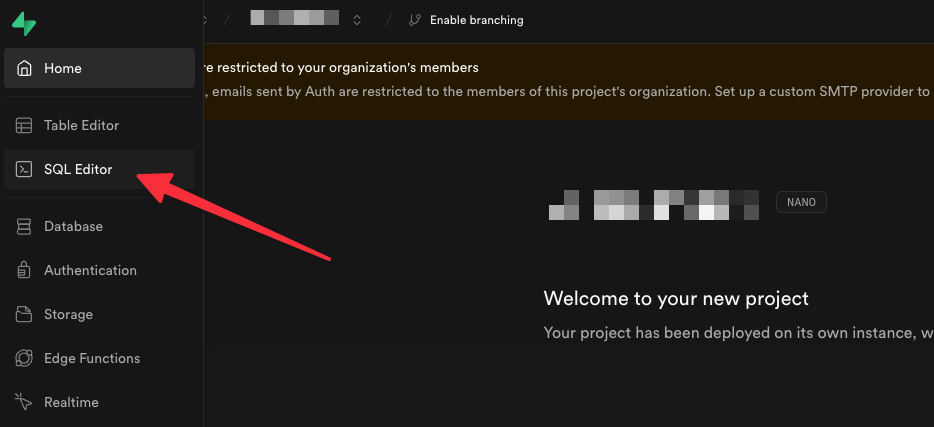 Enable branching
Home
re restricted to your organization's members
, emails sent by Auth are restricted to the members of this project's organization. Set up a custom SMTP provider to
Table Editor
SQL Editor
NANO
Database
Authentication
Welcome to your new project
Storage
Your project has been deployed on its own instance, w
Edge Functions
Realtime